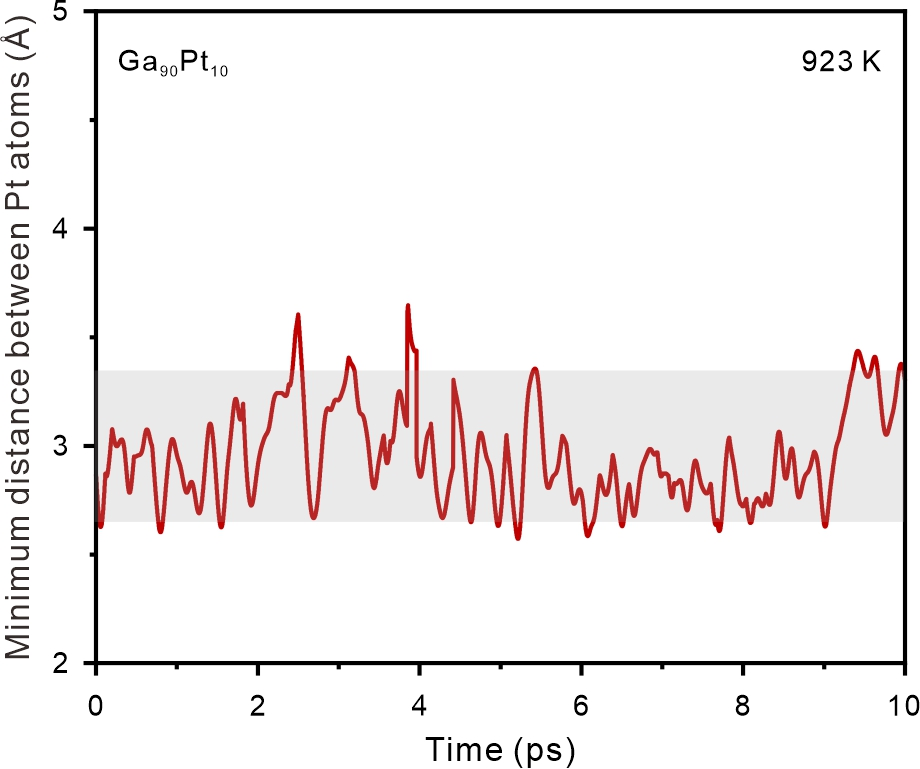 Ga₉₀Pt₁₀
923 K
Minimum distance between Pt atoms (Å)
5
4
3
2
0 2 4 6 8 10
Time (ps)